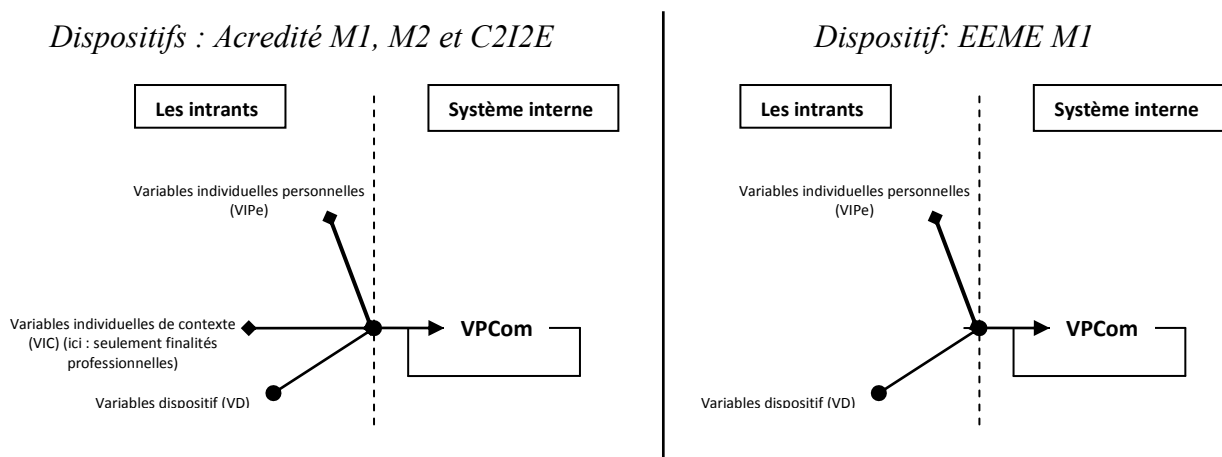 Dispositifs : Acredité M1, M2 et C2I2E
Les intrants
Système interne
Variables individuelles personnelles
(VIPe)
Variables individuelles de contexte
(VIC) (ici : seulement finalités
professionnelles)
VPCom
Variables dispositif (VD)
Dispositif: EEME M1
Les intrants
Système interne
Variables individuelles personnelles
(VIPe)
VPCom
Variables dispositif (VD)